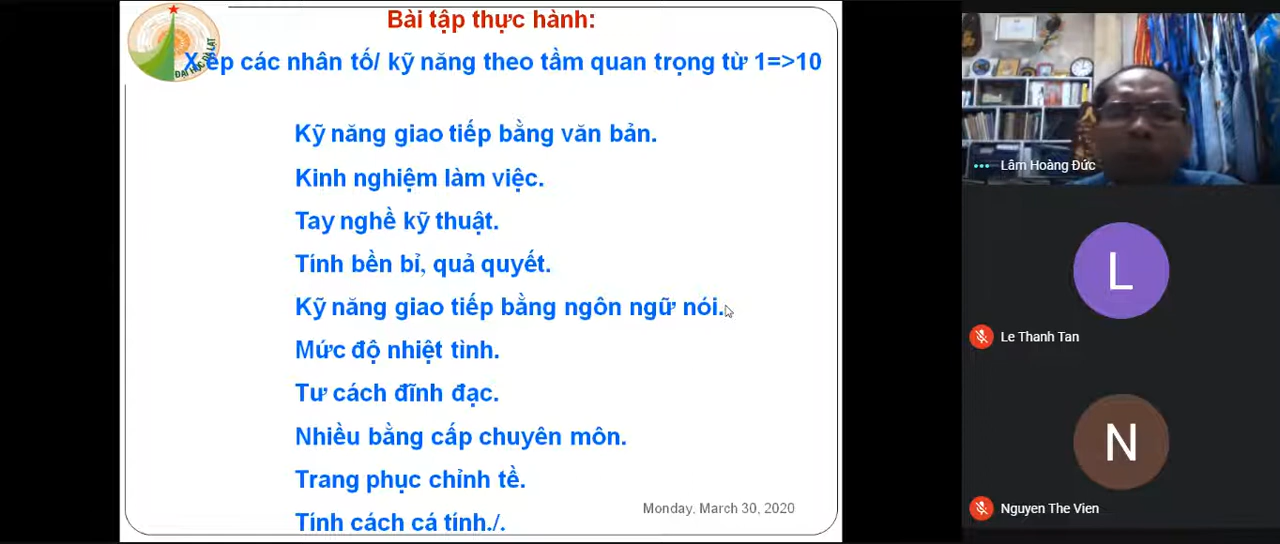 Bài tập thực hành:
Xếp các nhân tố/ kỹ năng theo tầm quan trọng từ 1=>10
ĐẠI HỌC ĐÀ LẠT
Kỹ năng giao tiếp bằng văn bản.
Kinh nghiệm làm việc.
Tay nghề kỹ thuật.
Tính bền bỉ, quả quyết.
Kỹ năng giao tiếp bằng ngôn ngữ nói.
Mức độ nhiệt tình.
Tư cách đĩnh đạc.
Nhiều bằng cấp chuyên môn.
Trang phục chỉnh tề.
Tính cách cá tính./.
Monday, March 30, 2020
Lâm Hoàng Đức
L
Le Thanh Tan
N
Nguyen The Vien